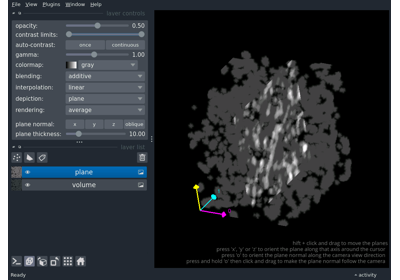 File View Plugins Window Help
layer controls
opacity: 0.50
contrast limits:
auto-contrast: once continuous
gamma: 1.00
colormap: gray
blending: additive
interpolation: linear
depiction: plane
rendering: average
plane normal: x y z oblique
plane thickness: 10.00
layer list
plane
volume
left + click and drag to move the planes
press 'x', 'y' or 'z' to orient the plane along that axis around the cursor
press 'o' to orient the plane normal along the camera view direction
press and hold 'o' then click and drag to make the plane normal follow the camera
Ready
activity